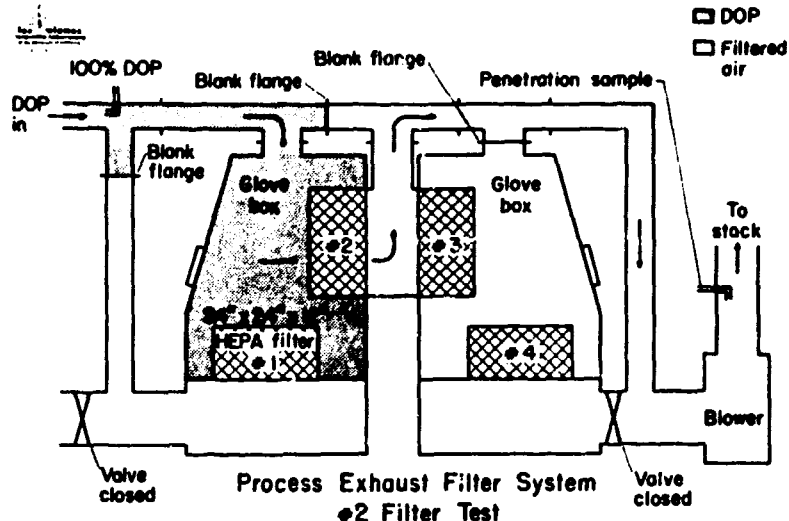 DOP
Filtered
air
100% DOP
Blank flange
Blank flange
Penetration sample
DOP
in
Blank
flange
Glove
box
Glove
box
To
stack
#2
#3
HEPA filter
#1
#4
Blower
Valve
closed
Valve
closed
Process Exhaust Filter System
#2 Filter Test